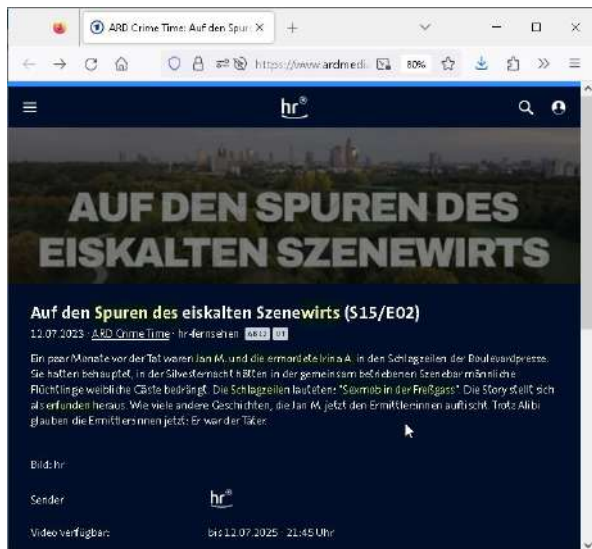 ARD Crime Time: Auf den Spur
https://www.ardmedi
80%
hr
AUF DEN SPUREN DES
EISKALTEN SZENEWIRTS
Auf den Spuren des eiskalten Szenewirts (S15/E02)
12.07.2023 · ARD Crime Time · hr-fernsehen UT
Ein paar Monate vor der Tat waren Jan M. und die ermordete Irina A. in den Schlagzeilen der Boulevardpresse.
Sie hatten behauptet, in der Silvesternacht hätten in der gemeinsam betriebenen Szenebar männliche
Flüchtlinge weibliche Gäste bedrängt. Die Schlagzeilen lauteten: "Sexmob in der Freßgass". Die Story stellt sich
als erfunden heraus. Wie viele andere Geschichten, die Jan M. jetzt den Ermittler:innen auftischt. Trotz Alibi
glauben die Ermittler:innen jetzt: Er war der Täter.
Bild: hr
Sender hr
Video verfügbar: bis 12.07.2025 · 21:45 Uhr